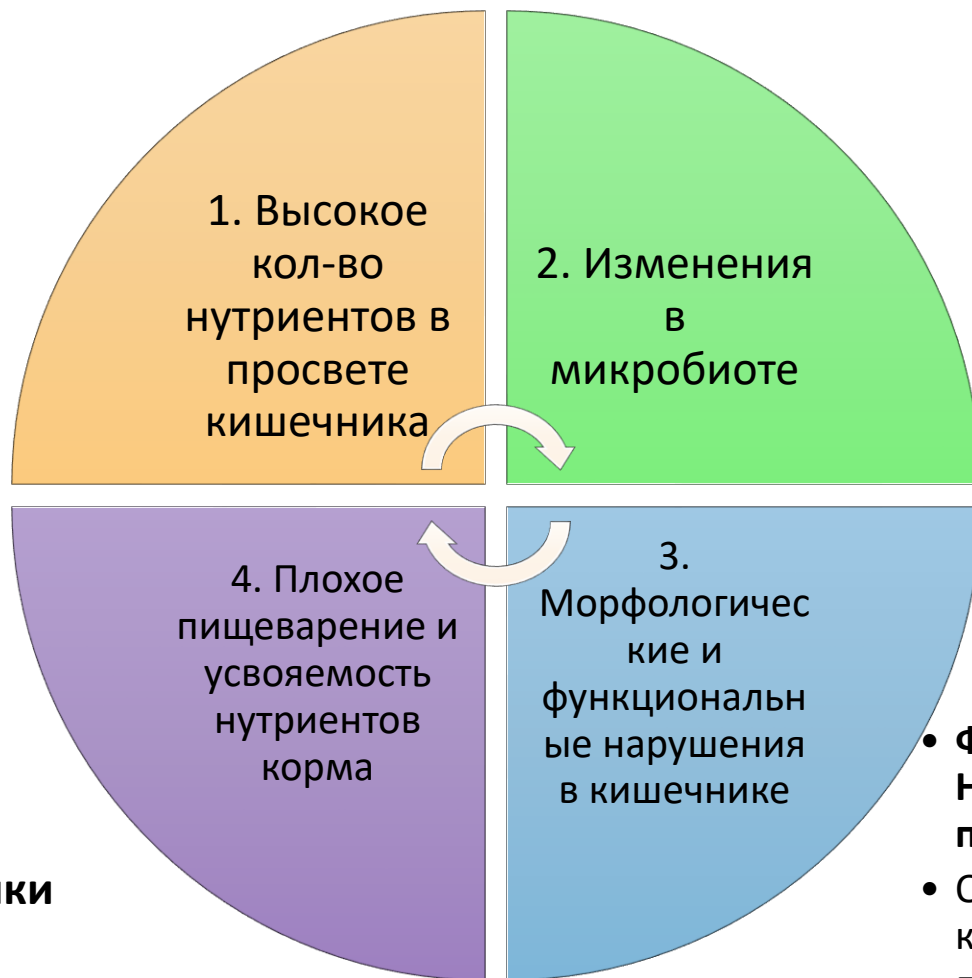 1. Высокое
кол-во
нутриентов в
просвете
кишечника
2. Изменения
в
микробиоте
3.
Морфологичес
кие и
функциональн
ые нарушения
в кишечнике
4. Плохое
пищеварение и
усвояемость
нутриентов
корма